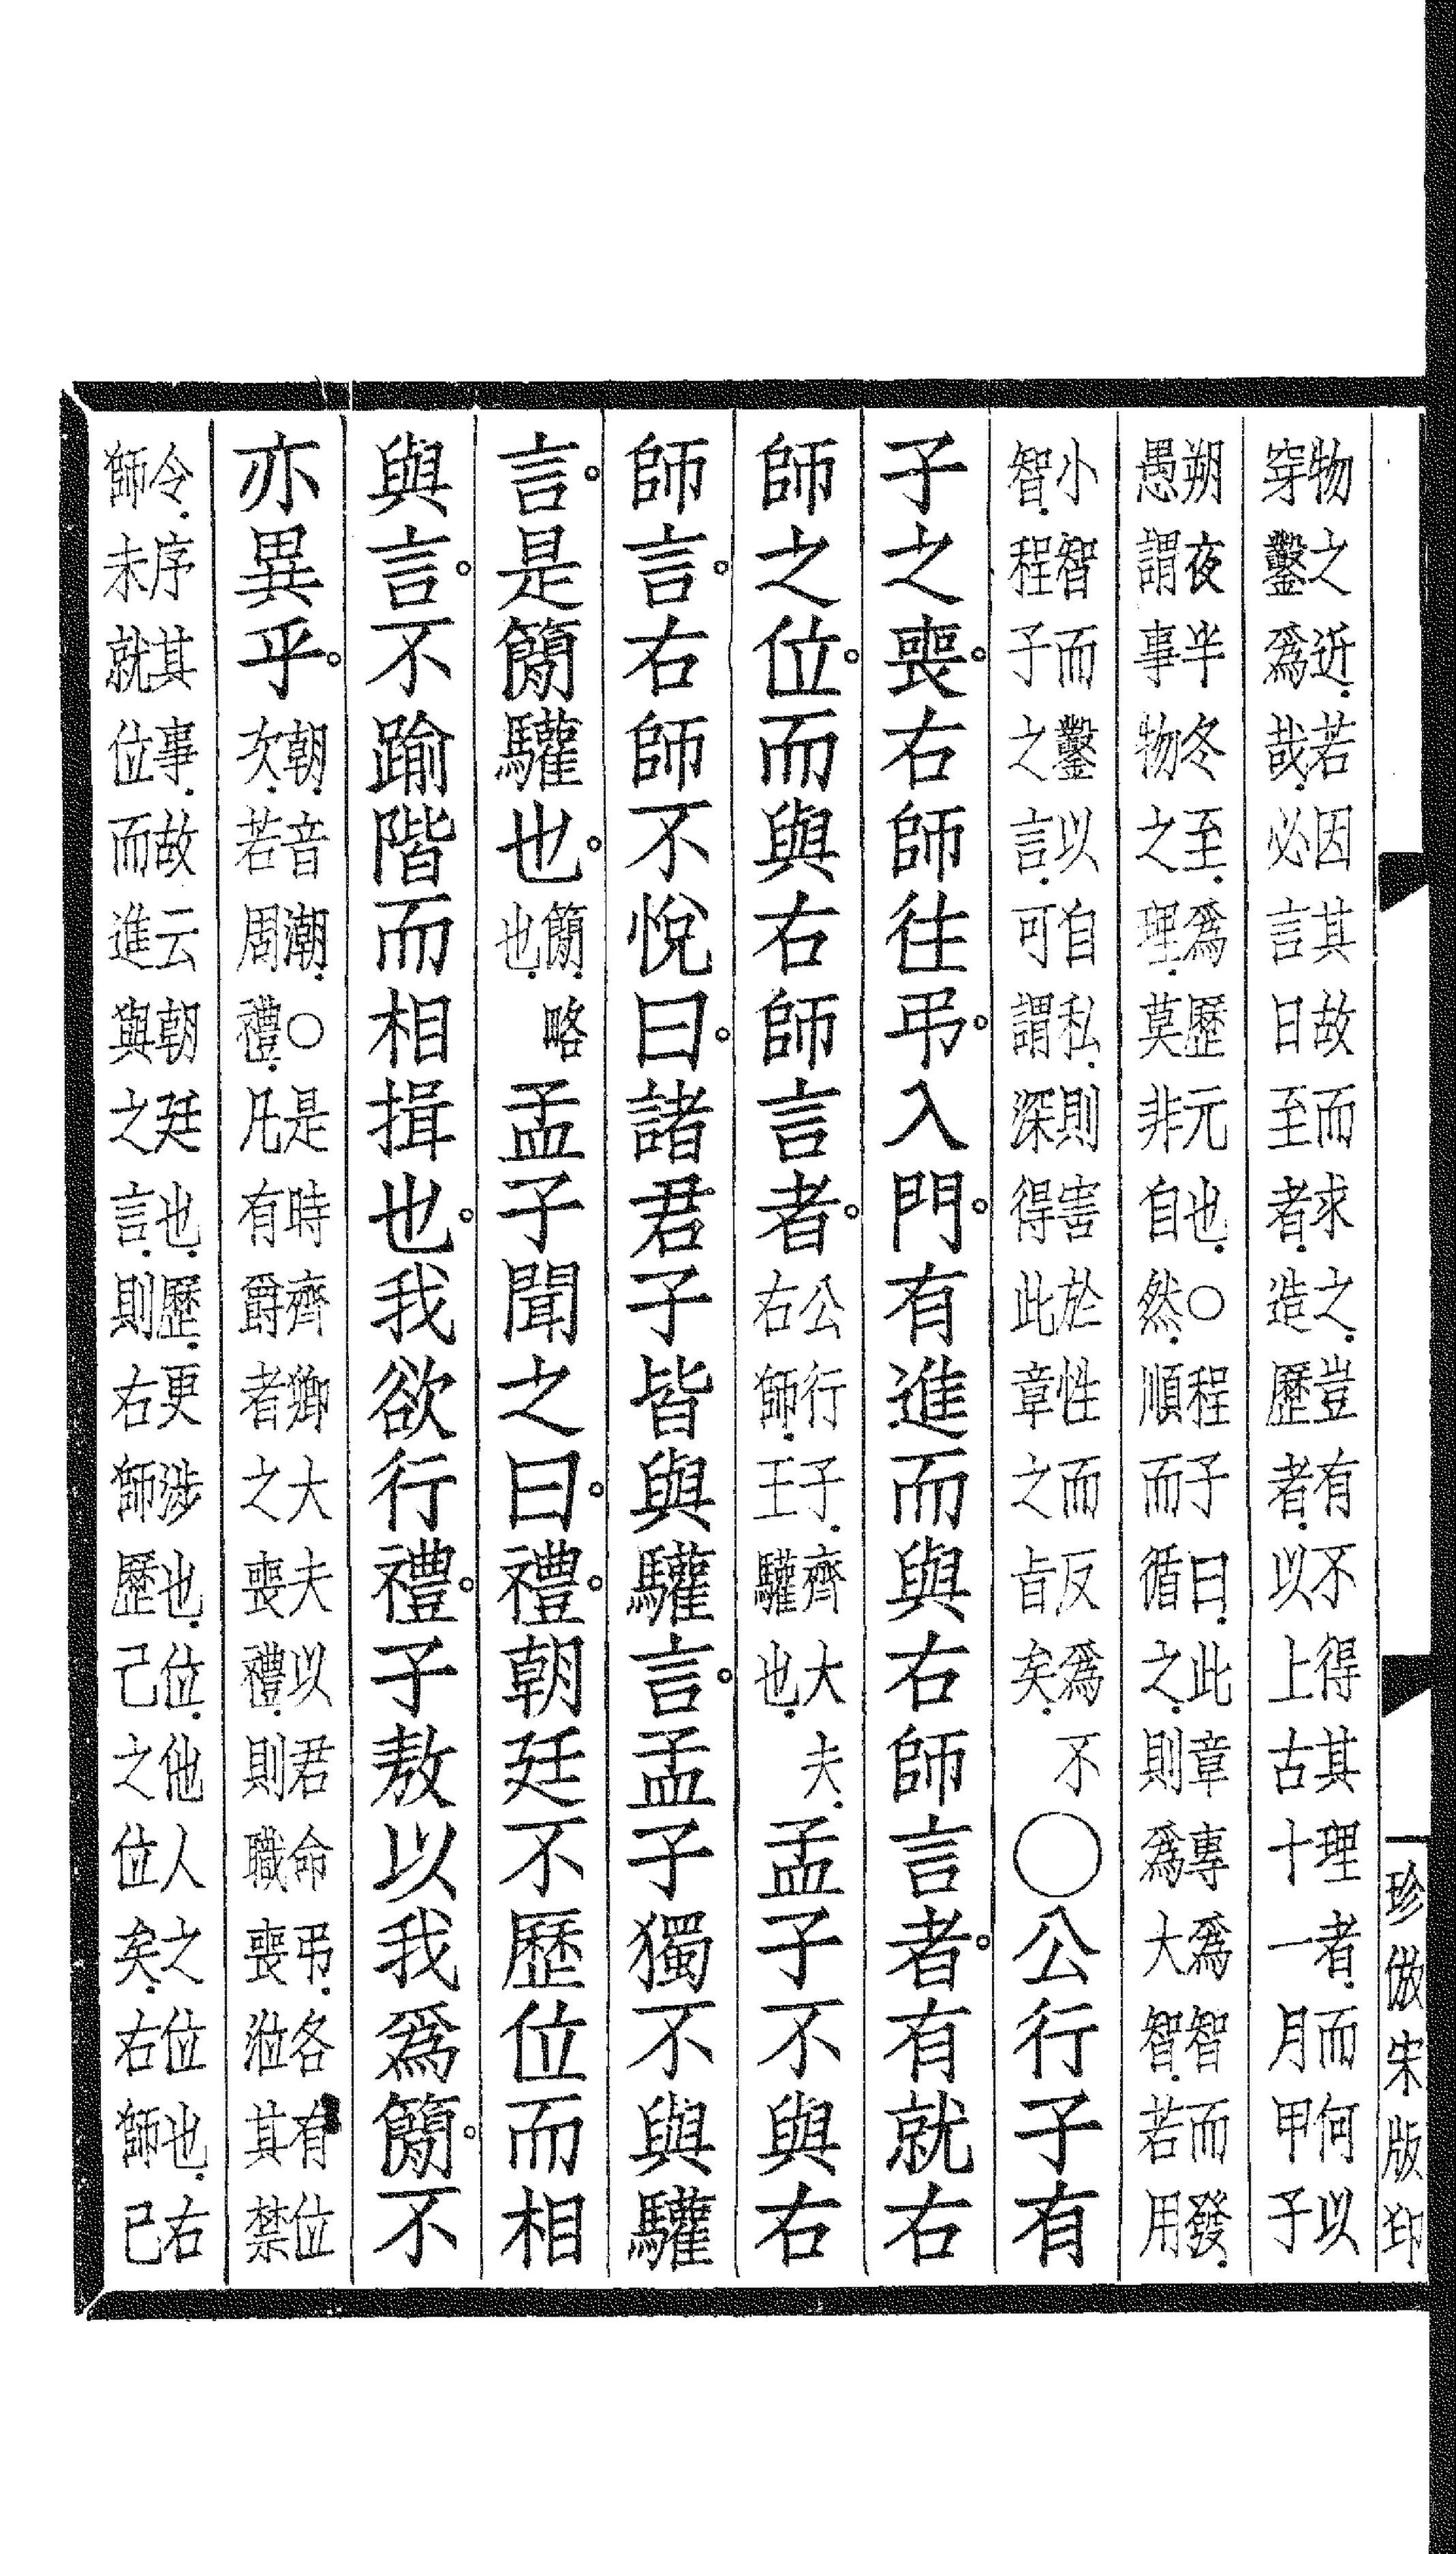 珍倣宋版印
物之近．若因其故而求之．豈有不得其理者．而何以
穿鑿爲哉．必言日至者．造歷者．以上古十一月甲子
朔夜半冬至．爲歷元也．○程子曰．此章專爲智而發．
愚謂事物之理．莫非自然．順而循之．則爲大智．若用
小智而鑿以自私．則害於性而反爲不
智．程子之言．可謂深得此章之旨矣．
◯公行子有
子之喪。右師往弔。入門。有進而與右師言者。有就右
師之位。而與右師言者。
公行子．齊大夫．
右師．王驩也．
孟子不與右
師言。右師不悅曰。諸君子皆與驩言。孟子獨不與驩
言。是簡驩也。
簡．略
也．
孟子聞之曰。禮。朝廷不歷位而相
與言。不踰階而相揖也。我欲行禮。子敖以我爲簡。不
亦異乎。
朝．音潮．○是時齊卿大夫以君命弔．各有位
次．若周禮．凡有爵者之喪禮．則職喪涖其禁
令．序其事．故云朝廷也．歷．更涉也．位．他人之位也．右
師未就位而進與之言．則右師歷己之位矣．右師已